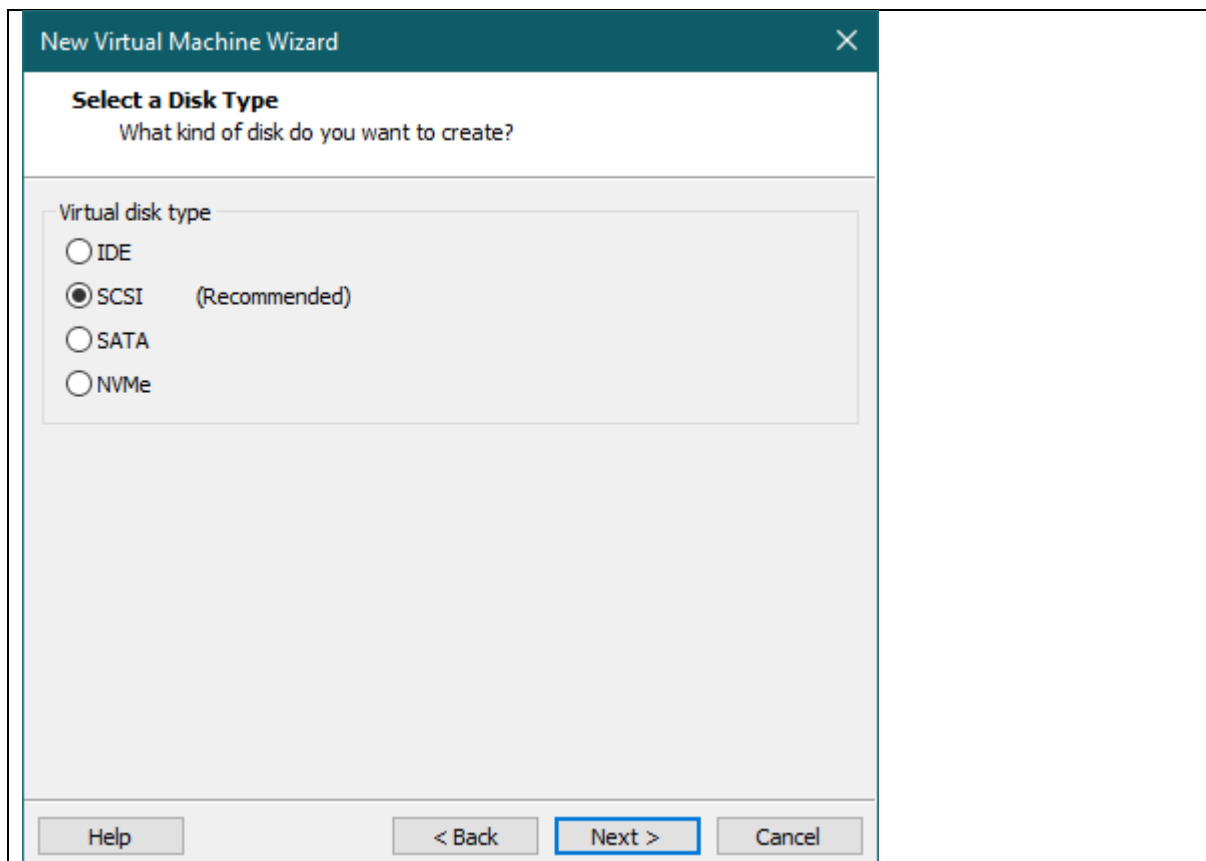 New Virtual Machine Wizard
Select a Disk Type
What kind of disk do you want to create?
Virtual disk type
IDE
SCSI (Recommended)
SATA
NVMe
Help < Back Next > Cancel